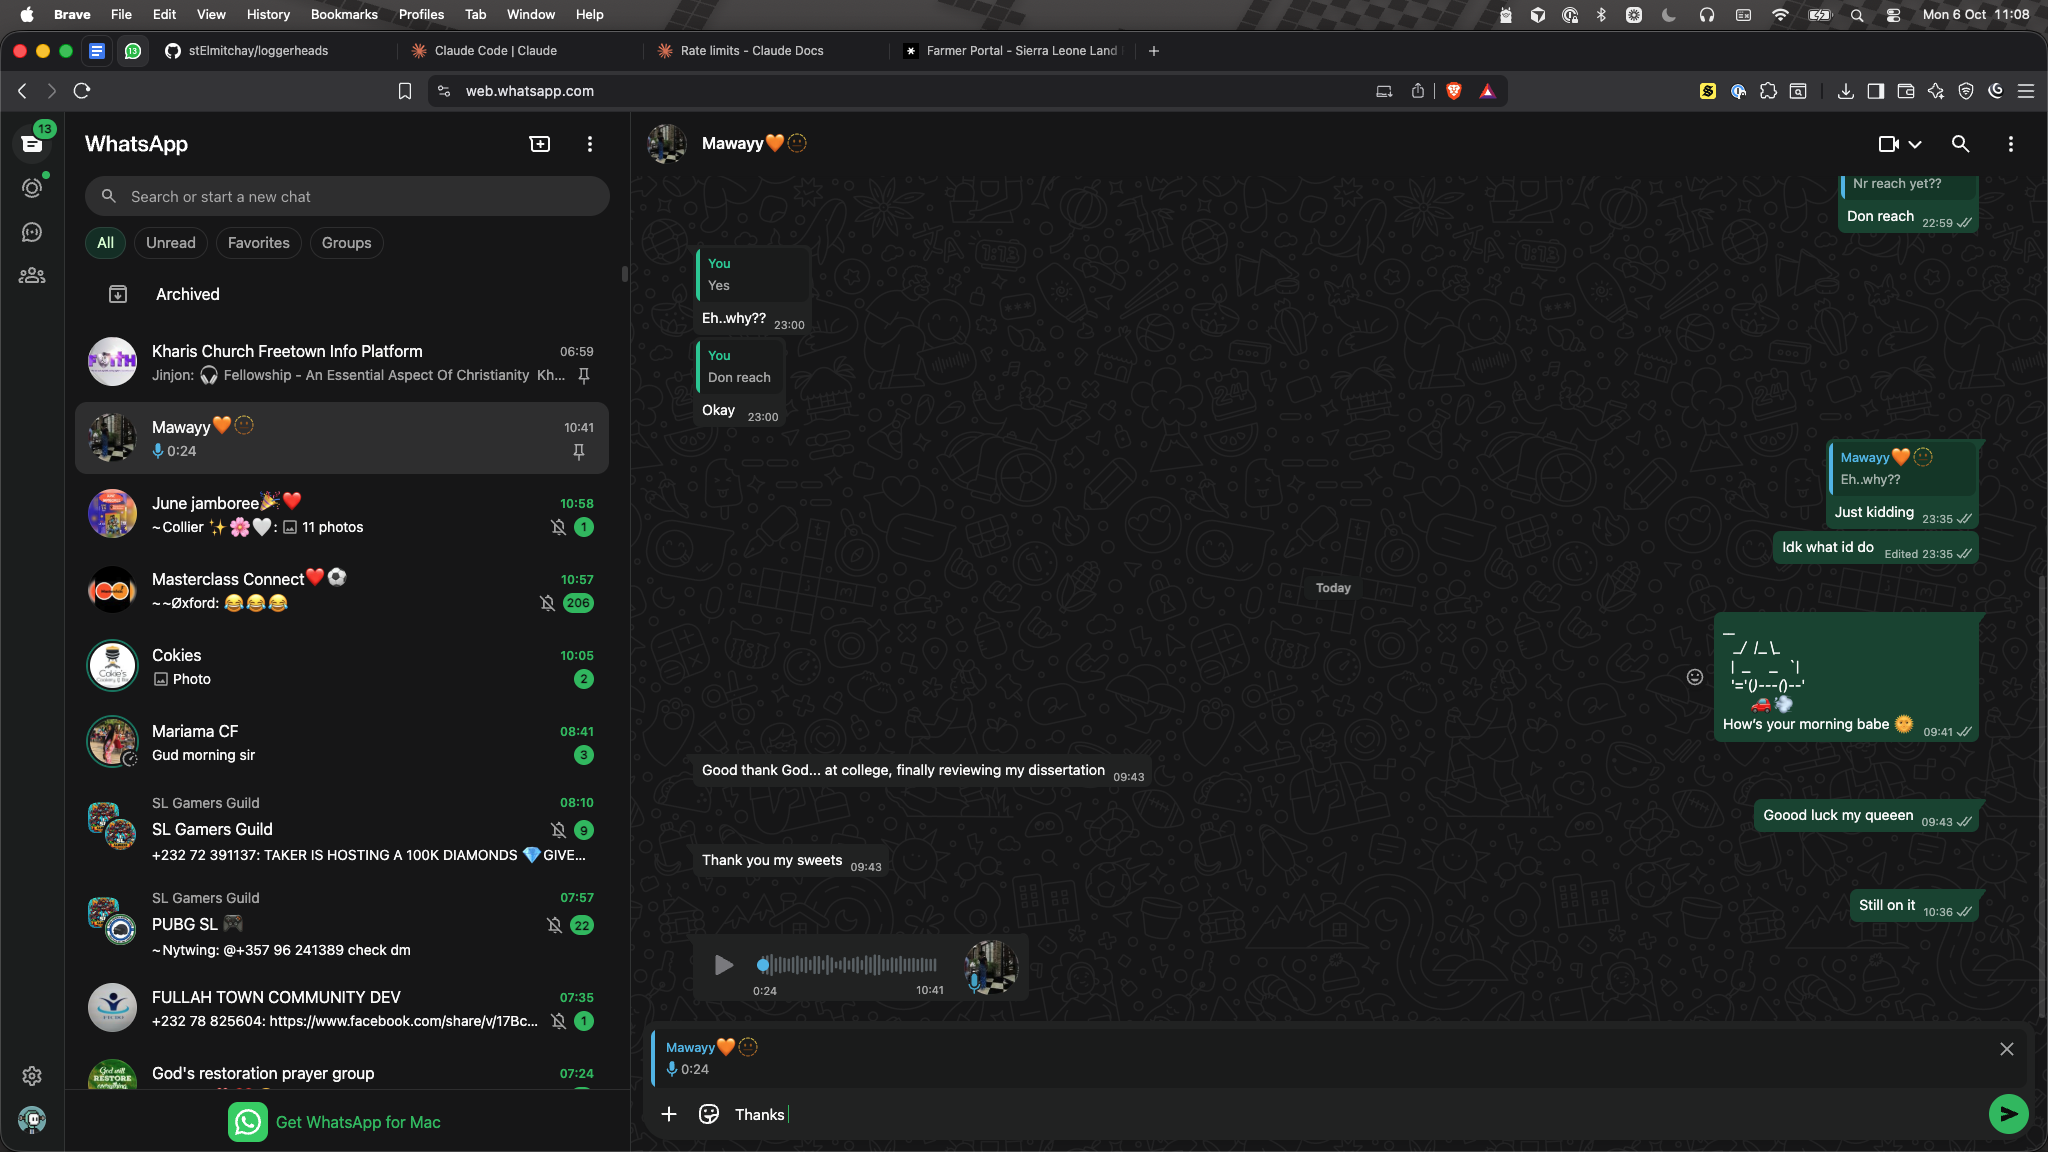 Brave File Edit View History Bookmarks Profiles Tab Window Help Mon 6 Oct 11:08
13 stElmitchay/loggerheads Claude Code | Claude Rate limits - Claude Docs Farmer Portal - Sierra Leone Land
web.whatsapp.com
13
WhatsApp
Search or start a new chat
All Unread Favorites Groups
Archived
Kharis Church Freetown Info Platform 06:59
Jinjon: 🎧 Fellowship - An Essential Aspect Of Christianity Kh...
Mawayy🧡🫥 10:41
0:24
June jamboree🎉❤️ 10:58
~Collier ✨🌸🤍: 11 photos 1
Masterclass Connect❤️⚽ 10:57
~~Øxford: 😂😂😂 206
Cokies 10:05
Photo 2
Mariama CF 08:41
Gud morning sir 3
SL Gamers Guild 08:10
SL Gamers Guild 9
+232 72 391137: TAKER IS HOSTING A 100K DIAMONDS 💎GIVE...
SL Gamers Guild 07:57
PUBG SL 🎮 22
~Nytwing: @+357 96 241389 check dm
FULLAH TOWN COMMUNITY DEV 07:35
+232 78 825604: https://www.facebook.com/share/v/17Bc... 1
God's restoration prayer group 07:24
Get WhatsApp for Mac
Mawayy🧡🫥
Nr reach yet??
Don reach 22:59
You
Yes
Eh..why?? 23:00
You
Don reach
Okay 23:00
Mawayy🧡🫥
Eh..why??
Just kidding 23:35
Idk what id do Edited 23:35
Today
__
_/ /_\_
| _ _ `|
'='()---()--'
🚗💨
How's your morning babe 🌞 09:41
Good thank God... at college, finally reviewing my dissertation 09:43
Goood luck my queeen 09:43
Thank you my sweets 09:43
Still on it 10:36
0:24 10:41
Mawayy🧡🫥
0:24
Thanks